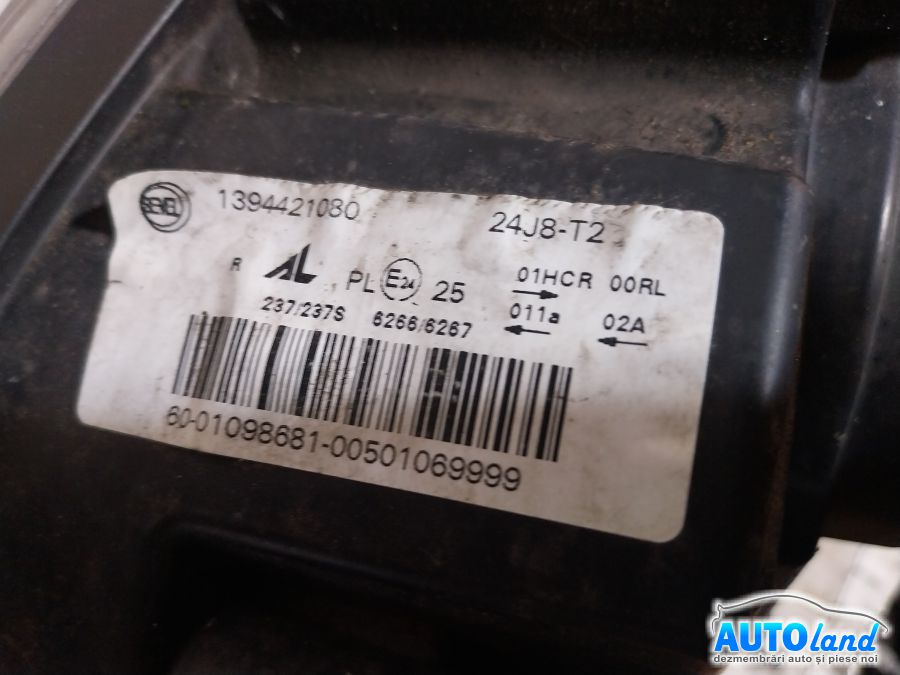 SEVEL 1394421080 24J8-T2
R AL PL E24 25 01HCR 00RL
237/237S 6266/6267 011a 02A
60-01098681-00501069999
AUTOland
dezmembrări auto și piese noi